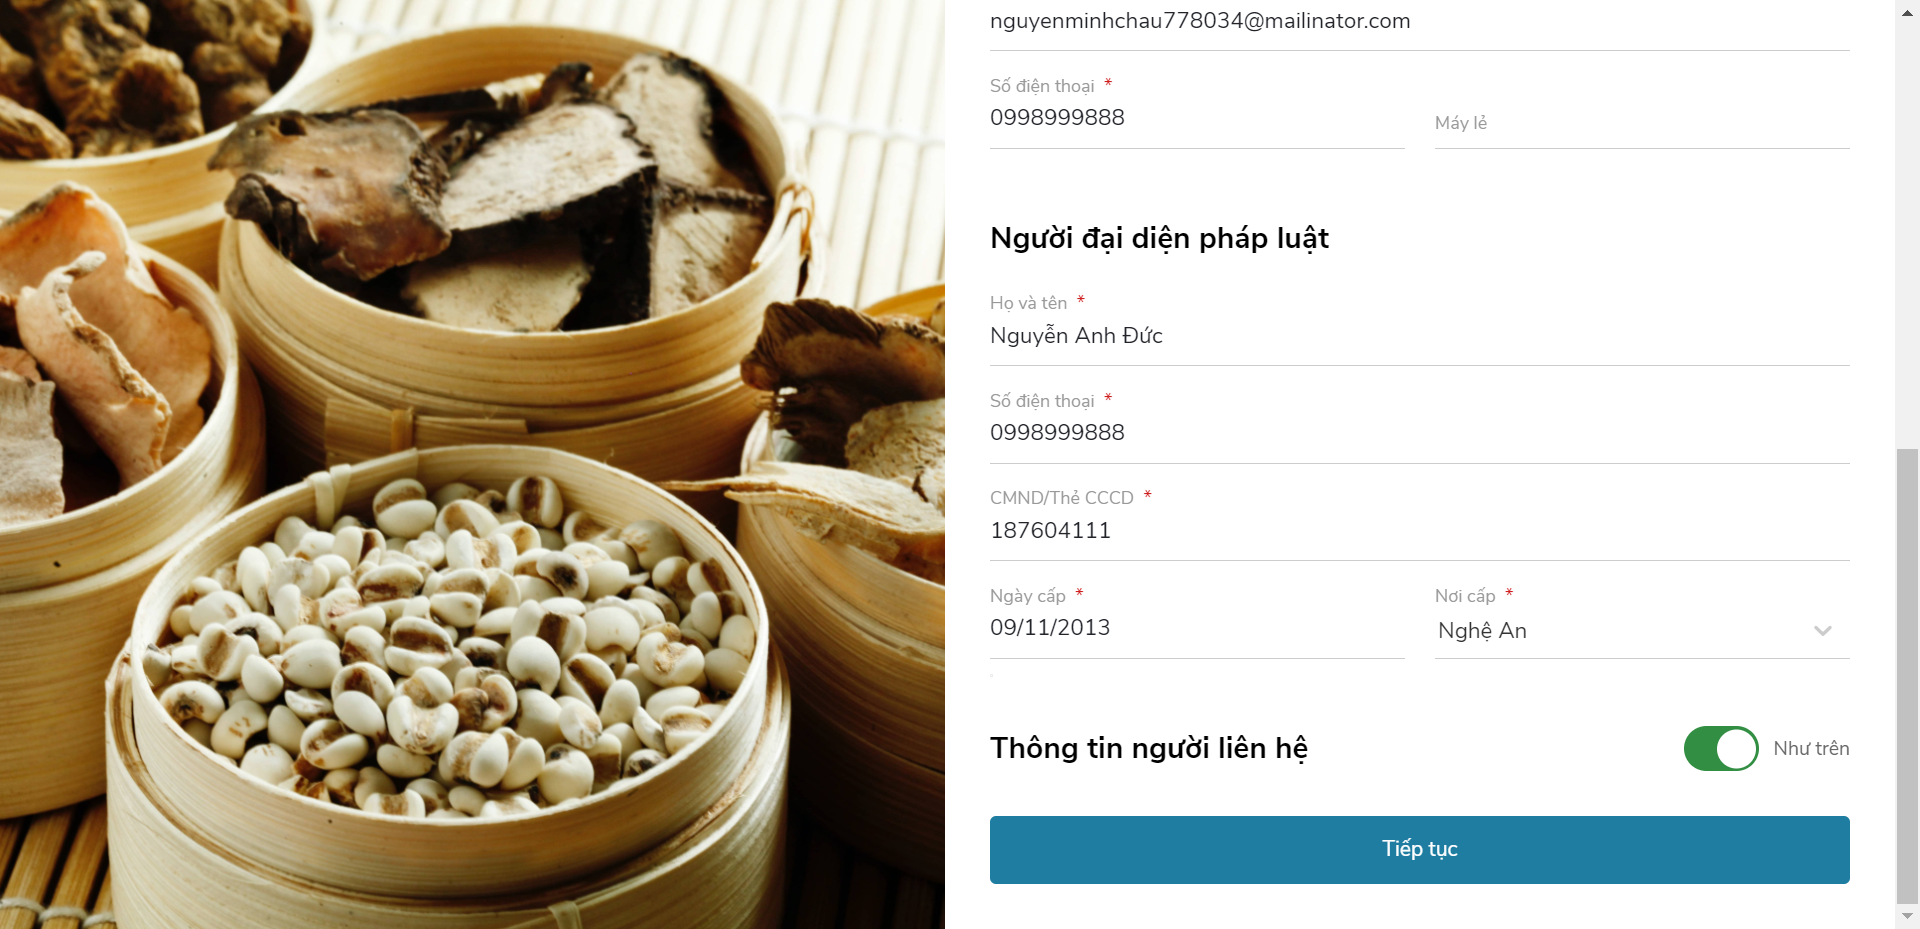 nguyenminhchau778034@mailinator.com
Số điện thoại *
0998999888
Máy lẻ
Người đại diện pháp luật
Họ và tên *
Nguyễn Anh Đức
Số điện thoại *
0998999888
CMND/Thẻ CCCD *
187604111
Ngày cấp *
09/11/2013
Nơi cấp *
Nghệ An
Thông tin người liên hệ
Như trên
Tiếp tục